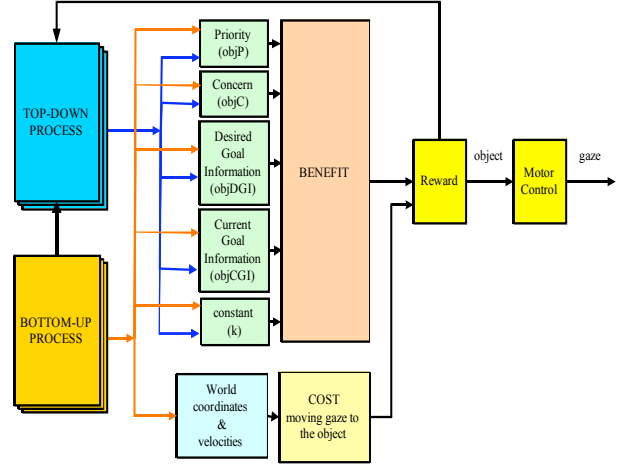 Priority
(objP)
Concern
(objC)
TOP-DOWN
PROCESS
Desired
Goal
Information
(objDGI)
BENEFIT
Reward
object
Motor
Control
gaze
Current
Goal
Information
(objCGI)
BOTTOM-UP
PROCESS
constant
(k)
World
coordinates
&
velocities
COST
moving gaze to
the object